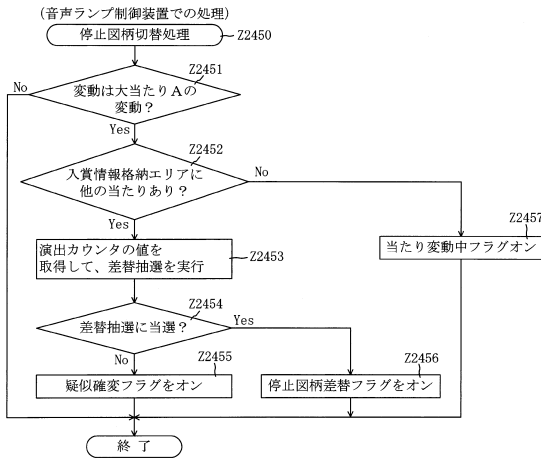 (音声ランプ制御装置での処理)
停止図柄切替処理
Z2450
Z2451
No
変動は大当たりAの
変動？
Yes
Z2452
入賞情報格納エリアに
他の当たりあり？
No
Yes
Z2457
演出カウンタの値を
取得して、差替抽選を実行
Z2453
当たり変動中フラグオン
Z2454
差替抽選に当選？
Yes
No
Z2455
Z2456
疑似確変フラグをオン
停止図柄差替フラグをオン
終了